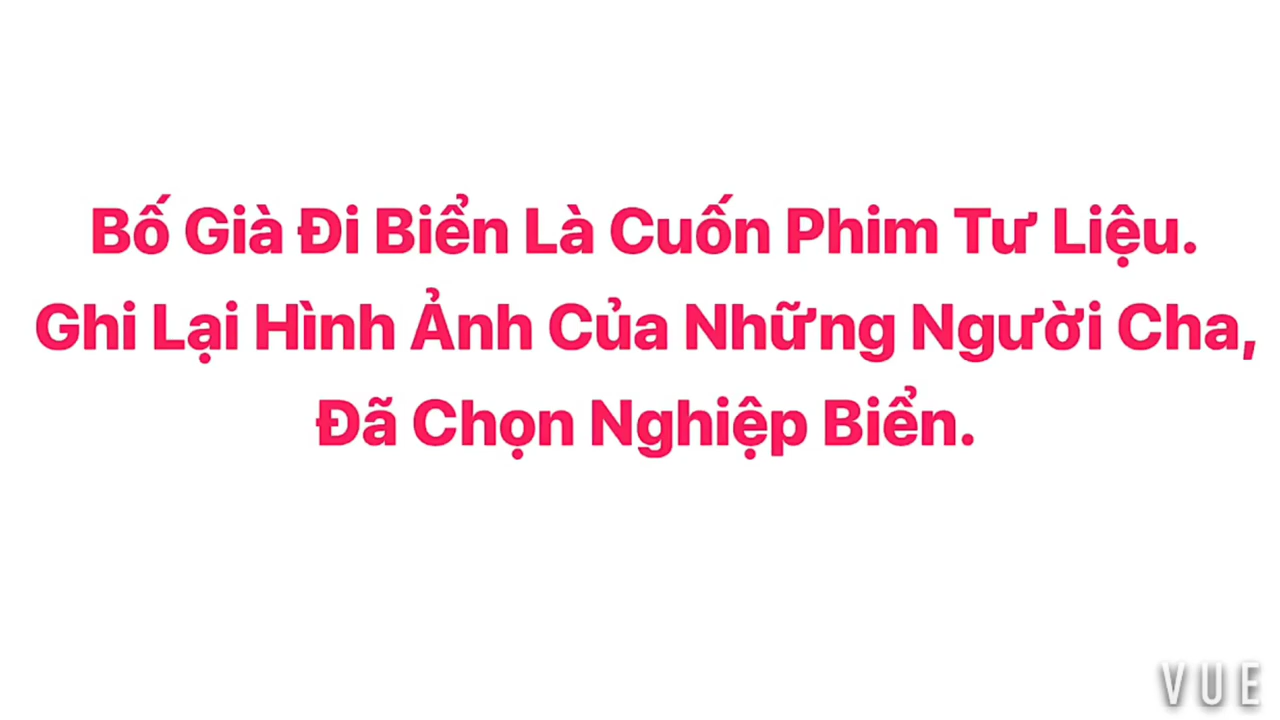 Bố Già Đi Biển Là Cuốn Phim Tư Liệu.
Ghi Lại Hình Ảnh Của Những Người Cha,
Đã Chọn Nghiệp Biển.
VUE